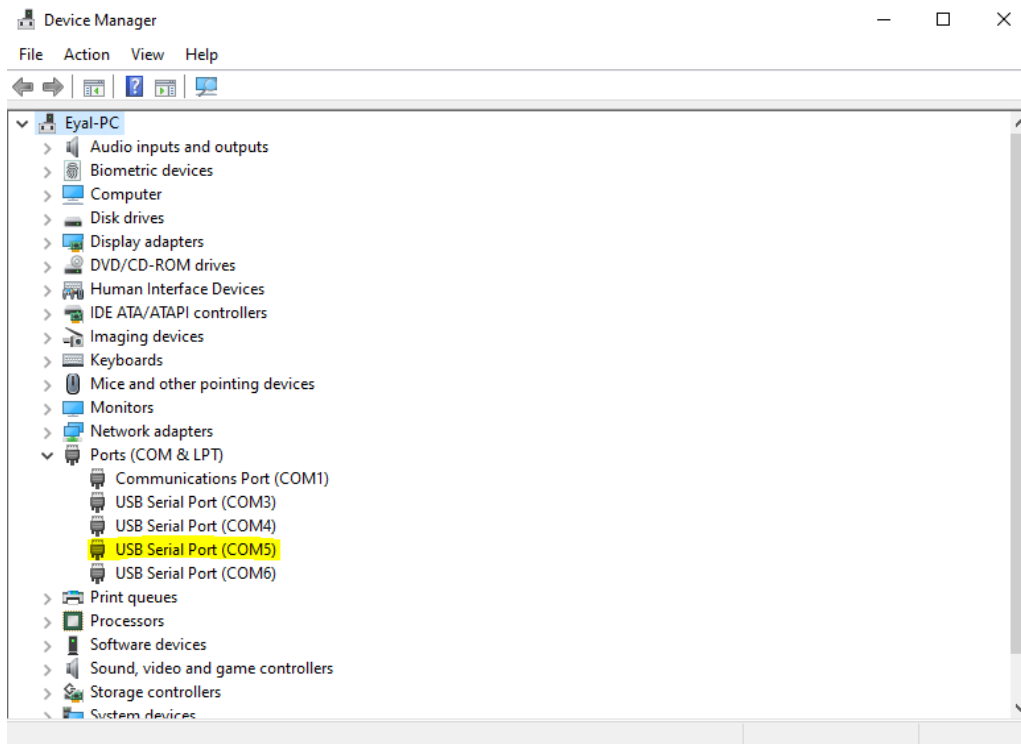 Device Manager
File Action View Help
Eyal-PC
Audio inputs and outputs
Biometric devices
Computer
Disk drives
Display adapters
DVD/CD-ROM drives
Human Interface Devices
IDE ATA/ATAPI controllers
Imaging devices
Keyboards
Mice and other pointing devices
Monitors
Network adapters
Ports (COM & LPT)
Communications Port (COM1)
USB Serial Port (COM3)
USB Serial Port (COM4)
USB Serial Port (COM5)
USB Serial Port (COM6)
Print queues
Processors
Software devices
Sound, video and game controllers
Storage controllers
System devices